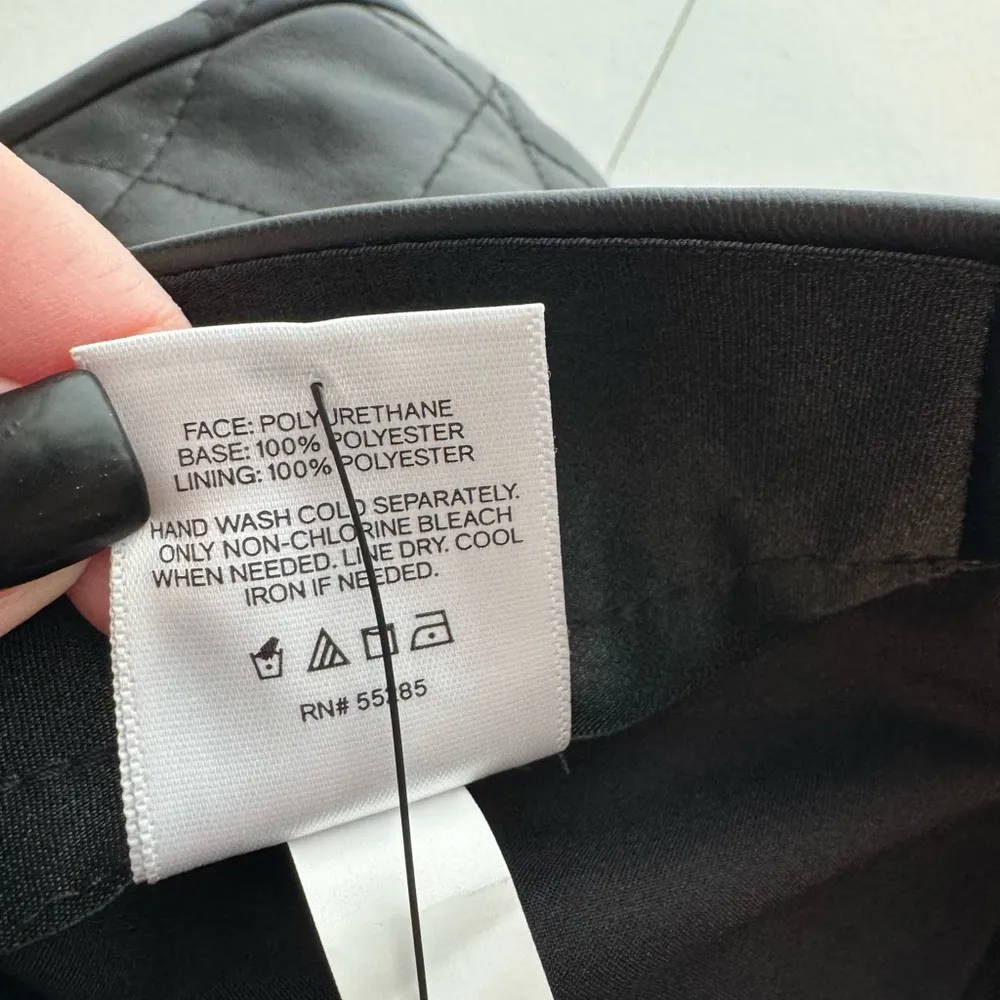 FACE: POLYURETHANE
BASE: 100% POLYESTER
LINING: 100% POLYESTER
HAND WASH COLD SEPARATELY.
ONLY NON-CHLORINE BLEACH
WHEN NEEDED. LINE DRY. COOL
IRON IF NEEDED.
RN#